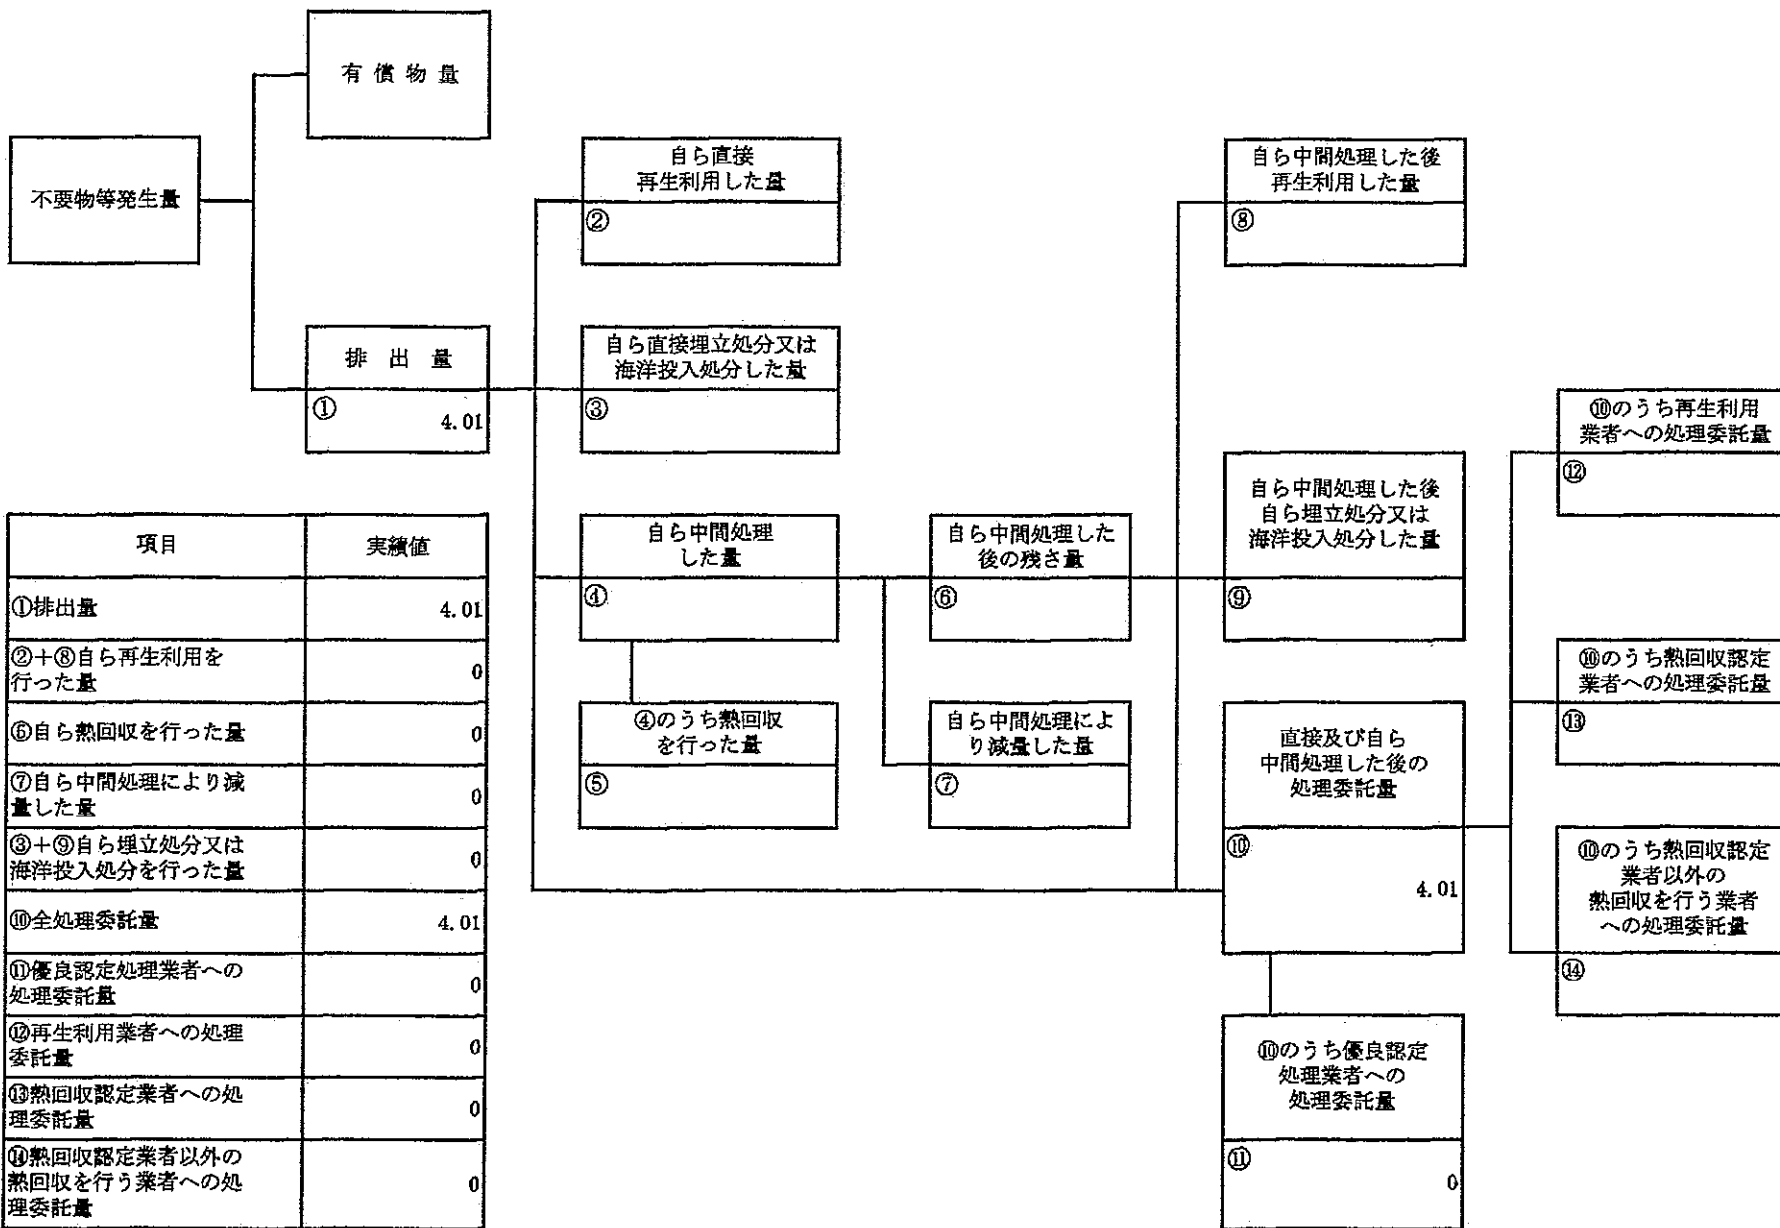 有償物量
不要物等発生量
排出量
①
4.01
自ら直接
再生利用した量
②
自ら直接埋立処分又は
海洋投入処分した量
③
自ら中間処理
した量
④
④のうち熱回収
を行った量
⑤
自ら中間処理した
後の残さ量
⑥
自ら中間処理によ
り減量した量
⑦
自ら中間処理した後
再生利用した量
⑧
自ら中間処理した後
自ら埋立処分又は
海洋投入処分した量
⑨
直接及び自ら
中間処理した後の
処理委託量
⑩
4.01
⑩のうち優良認定
処理業者への
処理委託量
⑪
0
⑩のうち再生利用
業者への処理委託量
⑫
⑩のうち熱回収認定
業者への処理委託量
⑬
⑩のうち熱回収認定
業者以外の
熱回収を行う業者
への処理委託量
⑭
項目 実績値
①排出量 4.01
②+⑧自ら再生利用を
行った量 0
⑥自ら熱回収を行った量 0
⑦自ら中間処理により減
量した量 0
③+⑨自ら埋立処分又は
海洋投入処分を行った量 0
⑩全処理委託量 4.01
⑪優良認定処理業者への
処理委託量 0
⑫再生利用業者への処理
委託量 0
⑬熱回収認定業者への処
理委託量 0
⑭熱回収認定業者以外の
熱回収を行う業者への処
理委託量 0